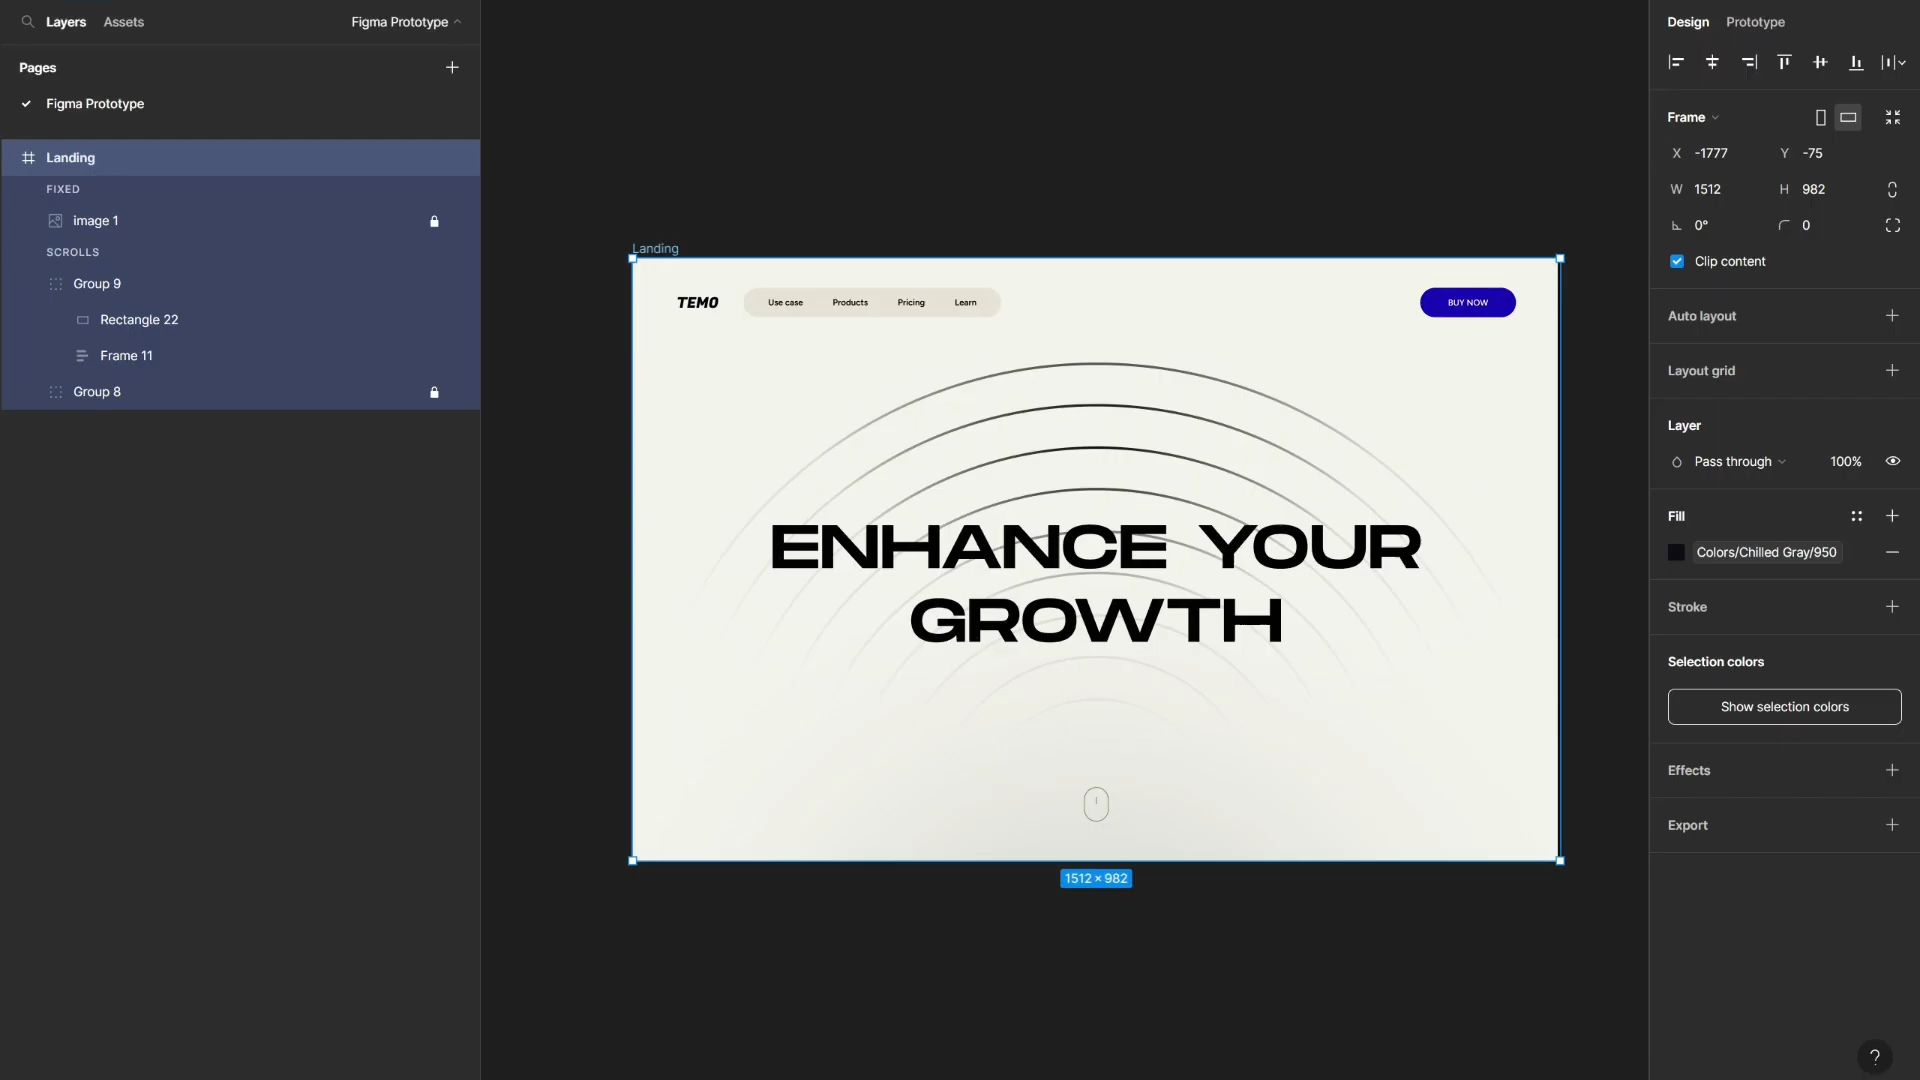 Layers Assets Figma Prototype
Pages
Figma Prototype
Landing
FIXED
image 1
SCROLLS
Group 9
Rectangle 22
Frame 11
Group 8
Landing
TEMO Use case Products Pricing Learn BUY NOW
ENHANCE YOUR
GROWTH
1512 × 982
Design Prototype
Frame
X -1777 Y -75
W 1512 H 982
0° 0
Clip content
Auto layout
Layout grid
Layer
Pass through 100%
Fill
Colors/Chilled Gray/950
Stroke
Selection colors
Show selection colors
Effects
Export
?